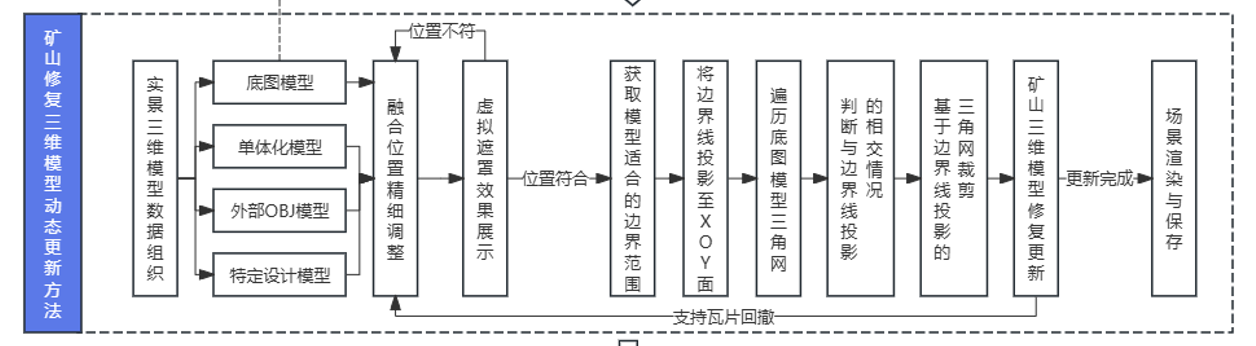 矿山修复三维模型动态更新方法
实景三维模型数据组织
底图模型
单体化模型
外部OBJ模型
特定设计模型
融合位置精细调整
位置不符
虚拟遮罩效果展示
位置符合
获取模型适合的边界范围
将边界线投影至XOY面
遍历底图模型三角网
判断与边界线投影
的相交情况
基于边界线投影的
三角网裁剪
矿山三维模型修复更新
更新完成
场景渲染与保存
支持瓦片回撤